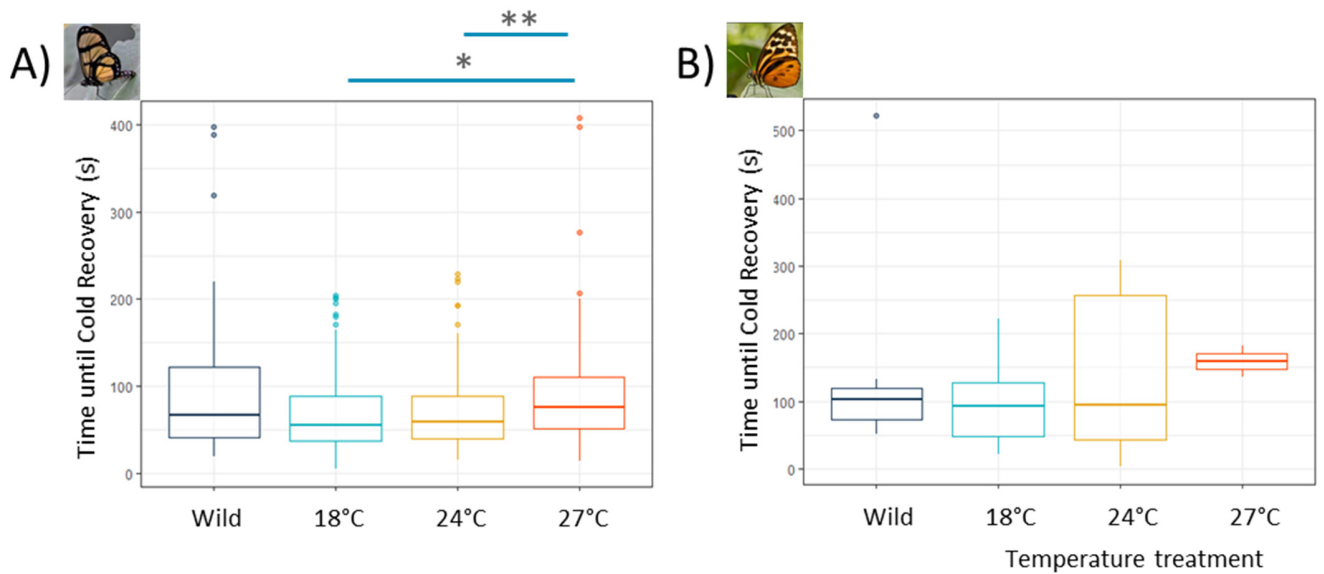 A)
**
*
Time until Cold Recovery (s)
400
300
200
100
0
Wild 18°C 24°C 27°C
B)
Time until Cold Recovery (s)
500
400
300
200
100
0
Wild 18°C 24°C 27°C
Temperature treatment